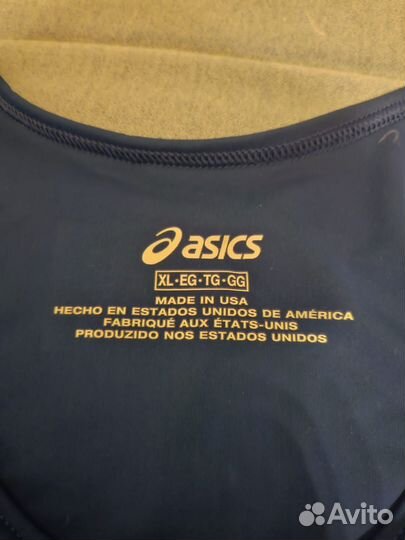 asics
XL·EG·TG·GG
MADE IN USA
HECHO EN ESTADOS UNIDOS DE AMÉRICA
FABRIQUÉ AUX ÉTATS-UNIS
PRODUZIDO NOS ESTADOS UNIDOS
Avito